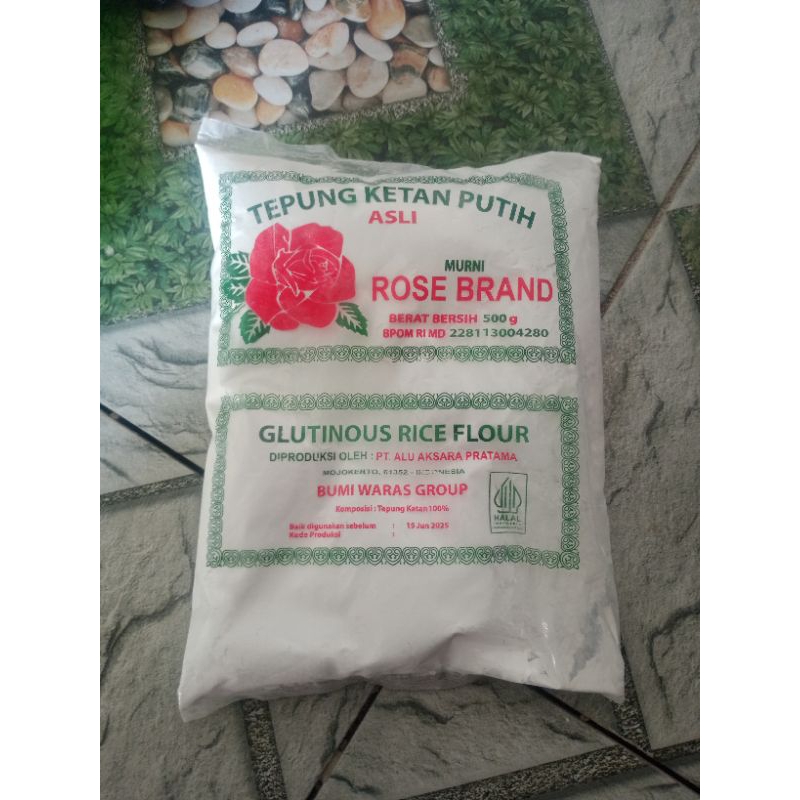 TEPUNG KETAN PUTIH
ASLI
MURNI
ROSE BRAND
BERAT BERSIH 500 g
BPOM RI MD 228113004280
GLUTINOUS RICE FLOUR
DIPRODUKSI OLEH : PT. ALU AKSARA PRATAMA
MOJOKERTO, 61352 -
BUMI WARAS GROUP
Komposisi : Tepung Ketan 100%
Baik digunakan sebelum : 15 Jun 2025
Kode Produksi :
HALAL